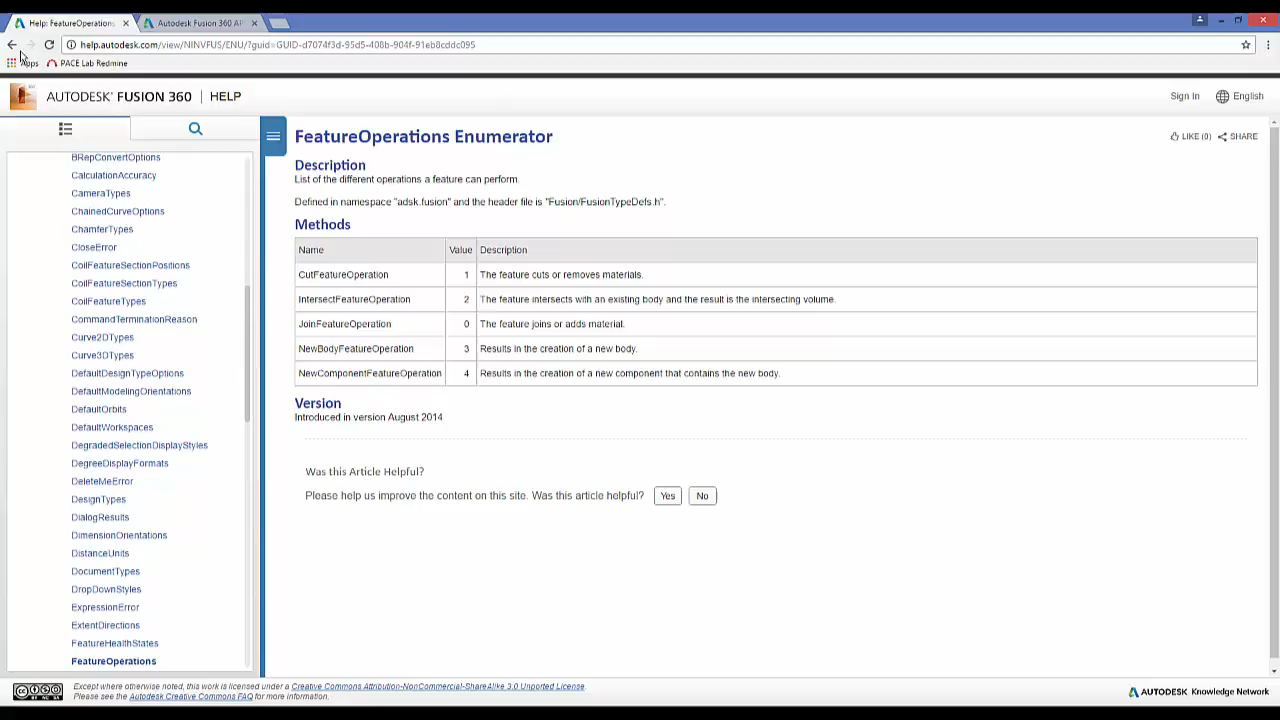 Help: FeatureOperations
Autodesk Fusion 360 AP
help.autodesk.com/view/NINVFUS/ENU/?guid=GUID-d7074f3d-95d5-408b-904f-91eb8cddc095
Apps
PACE Lab Redmine
AUTODESK' FUSION 360 | HELP
Sign In
English
BRepConvertOptions
CalculationAccuracy
CameraTypes
ChainedCurveOptions
ChamferTypes
CloseError
CoilFeatureSectionPositions
CoilFeatureSectionTypes
CoilFeatureTypes
CommandTerminationReason
Curve2DTypes
Curve3DTypes
DefaultDesignTypeOptions
DefaultModelingOrientations
DefaultOrbits
DefaultWorkspaces
DegradedSelectionDisplayStyles
DegreeDisplayFormats
DeleteMeError
DesignTypes
DialogResults
DimensionOrientations
DistanceUnits
DocumentTypes
DropDownStyles
ExpressionError
ExtentDirections
FeatureHealthStates
FeatureOperations
FeatureOperations Enumerator
LIKE (0)
SHARE
Description
List of the different operations a feature can perform.
Defined in namespace "adsk.fusion" and the header file is "Fusion/FusionTypeDefs.h".
Methods
Name Value Description
CutFeatureOperation 1 The feature cuts or removes materials.
IntersectFeatureOperation 2 The feature intersects with an existing body and the result is the intersecting volume.
JoinFeatureOperation 0 The feature joins or adds material.
NewBodyFeatureOperation 3 Results in the creation of a new body.
NewComponentFeatureOperation 4 Results in the creation of a new component that contains the new body.
Version
Introduced in version August 2014
Was this Article Helpful?
Please help us improve the content on this site. Was this article helpful? Yes No
Except where otherwise noted, this work is licensed under a Creative Commons Attribution-NonCommercial-ShareAlike 3.0 Unported License.
Please see the Autodesk Creative Commons FAQ for more information.
AUTODESK Knowledge Network